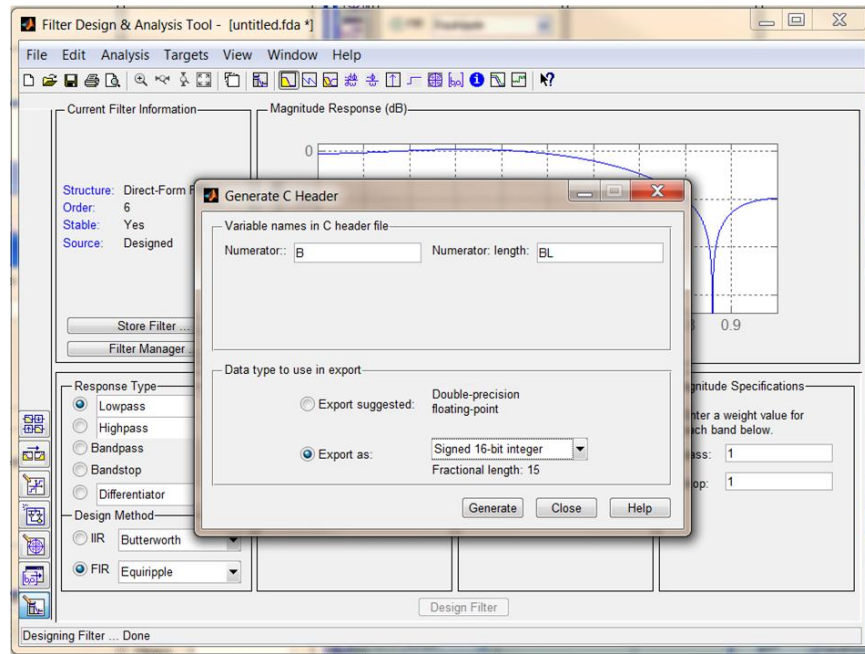 Filter Design & Analysis Tool - [untitled.fda *]
File Edit Analysis Targets View Window Help
Current Filter Information
Magnitude Response (dB)
0
Structure: Direct-Form F
Order: 6
Stable: Yes
Source: Designed
0.9
Store Filter ...
Filter Manager
Generate C Header
Variable names in C header file
Numerator:: B Numerator: length: BL
Data type to use in export
Export suggested: Double-precision
floating-point
Export as: Signed 16-bit integer
Fractional length: 15
Generate Close Help
Response Type
Lowpass
Highpass
Bandpass
Bandstop
Differentiator
Design Method
IIR Butterworth
FIR Equiripple
gnitude Specifications
nter a weight value for
ach band below.
ass: 1
op: 1
Design Filter
Designing Filter ... Done